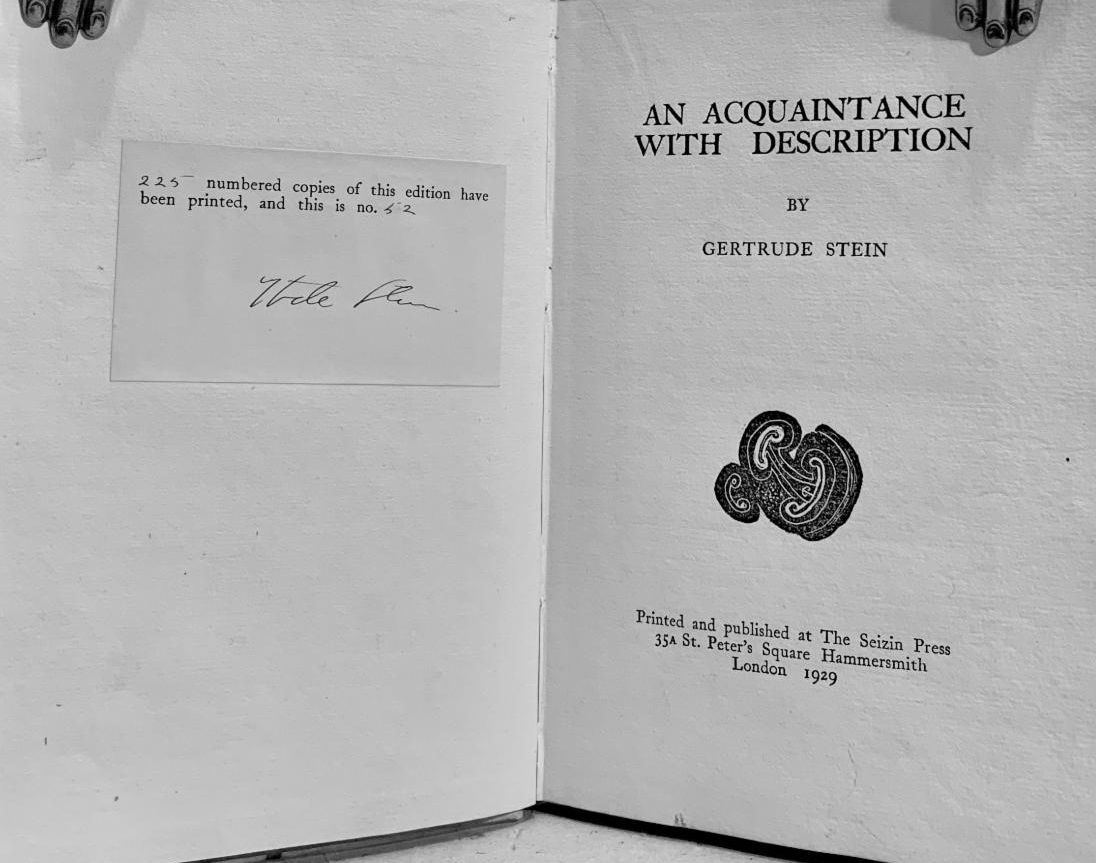 225 numbered copies of this edition have
been printed, and this is no. 52
Stein
AN ACQUAINTANCE
WITH DESCRIPTION
BY
GERTRUDE STEIN
Printed and published at The Seizin Press
35A St. Peter's Square Hammersmith
London 1929